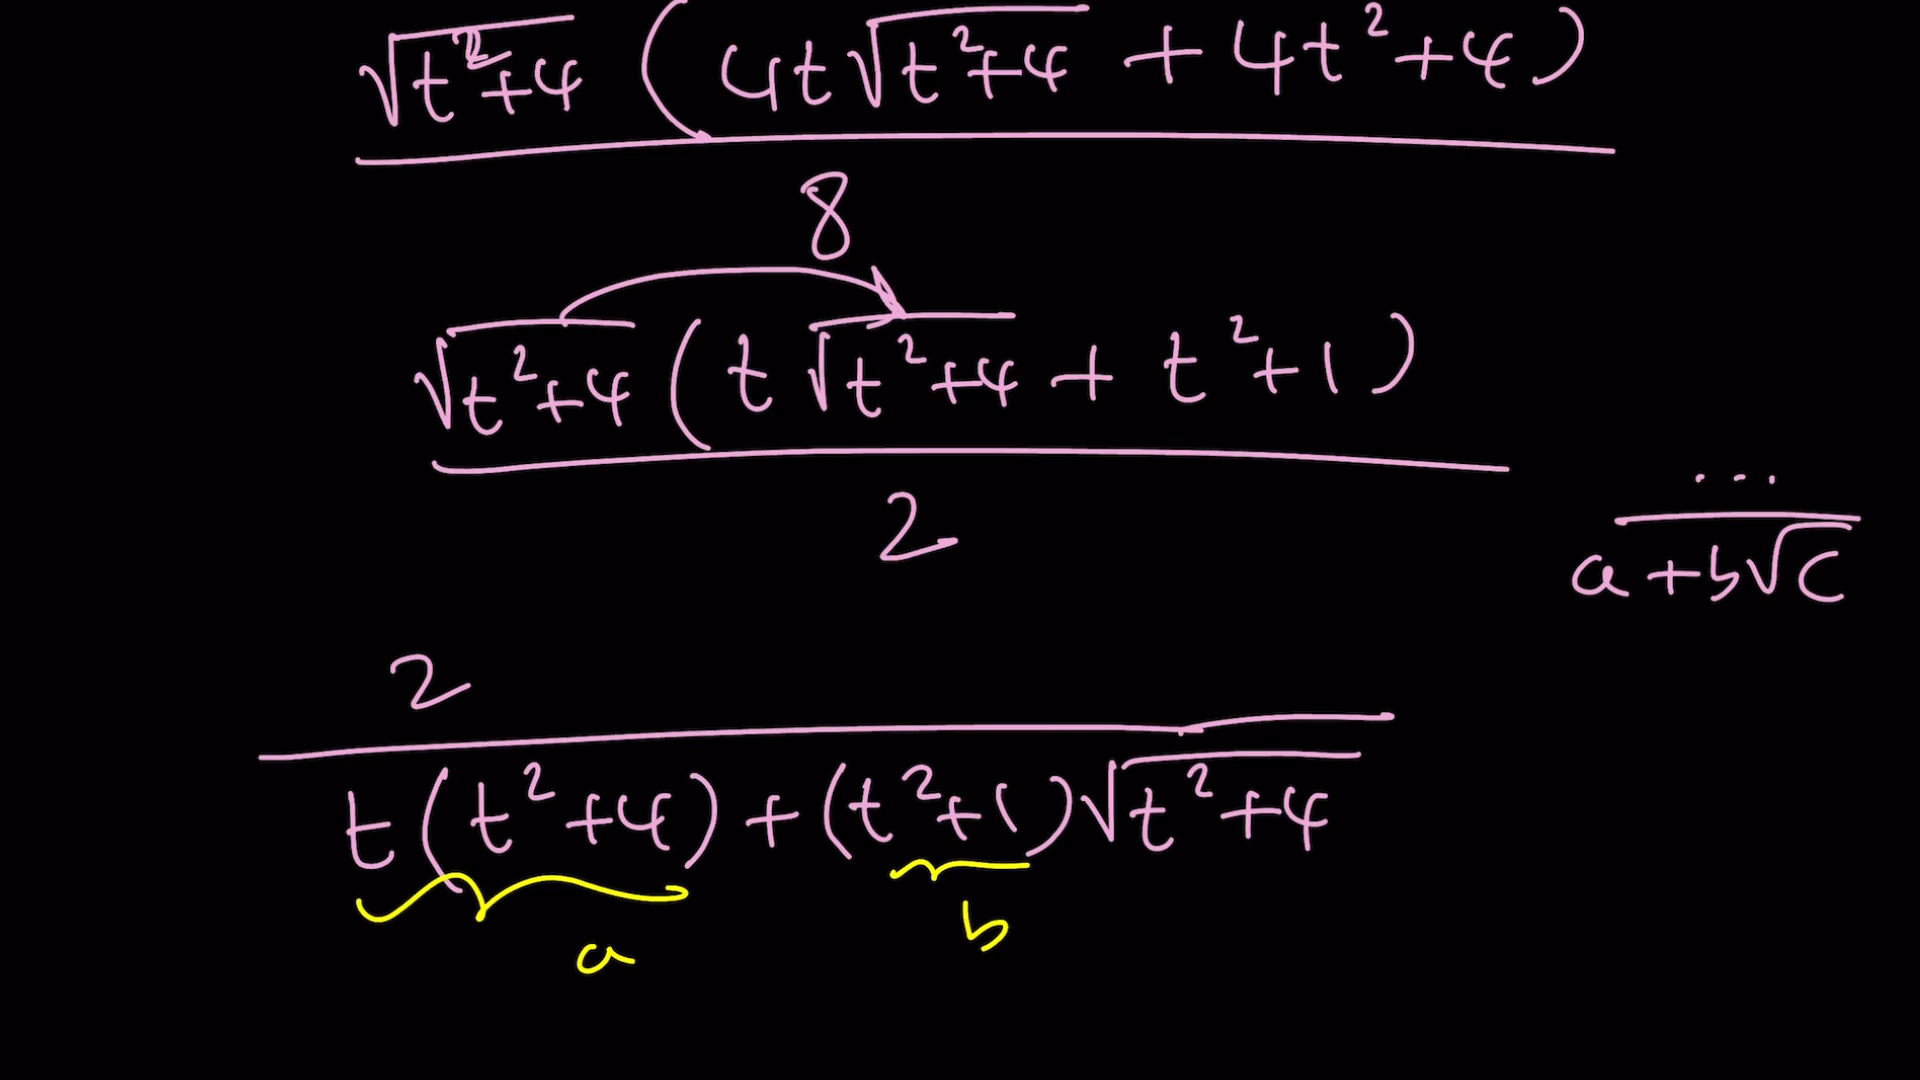 √(t²+4) (4t√(t²+4) + 4t²+4)
8
√(t²+4) (t√(t²+4) + t²+1)
2
...
a+b√c
2
t(t²+4)+(t²+1)√(t²+4)
a b